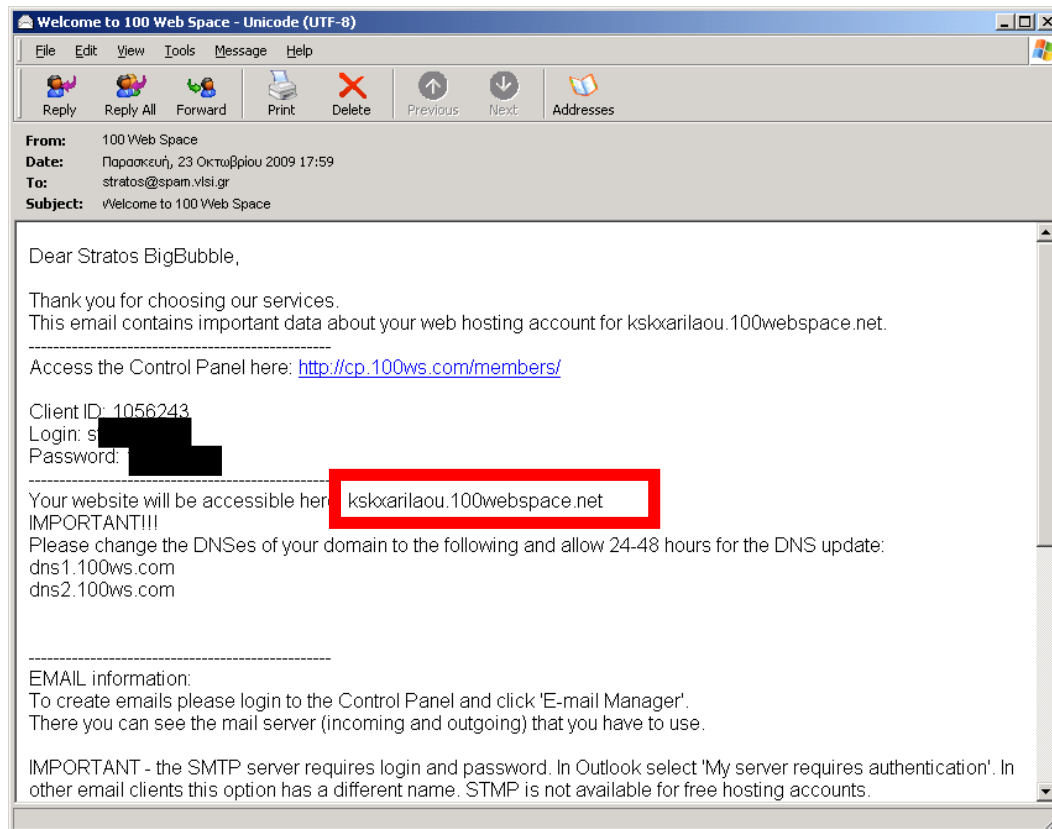 Welcome to 100 Web Space - Unicode (UTF-8)
File Edit View Tools Message Help
Reply Reply All Forward Print Delete Previous Next Addresses
From: 100 Web Space
Date: Παρασκευή, 23 Οκτωβρίου 2009 17:59
To: stratos@spam.vlsi.gr
Subject: Welcome to 100 Web Space
Dear Stratos BigBubble,
Thank you for choosing our services.
This email contains important data about your web hosting account for kskxarilaou.100webspace.net.
-------------------------------------------------
Access the Control Panel here: http://cp.100ws.com/members/
Client ID: 1056243
Login: s
Password:
-------------------------------------------------
Your website will be accessible her kskxarilaou.100webspace.net
IMPORTANT!!!
Please change the DNSes of your domain to the following and allow 24-48 hours for the DNS update:
dns1.100ws.com
dns2.100ws.com
-------------------------------------------------
EMAIL information:
To create emails please login to the Control Panel and click 'E-mail Manager'.
There you can see the mail server (incoming and outgoing) that you have to use.
IMPORTANT - the SMTP server requires login and password. In Outlook select 'My server requires authentication'. In
other email clients this option has a different name. STMP is not available for free hosting accounts.